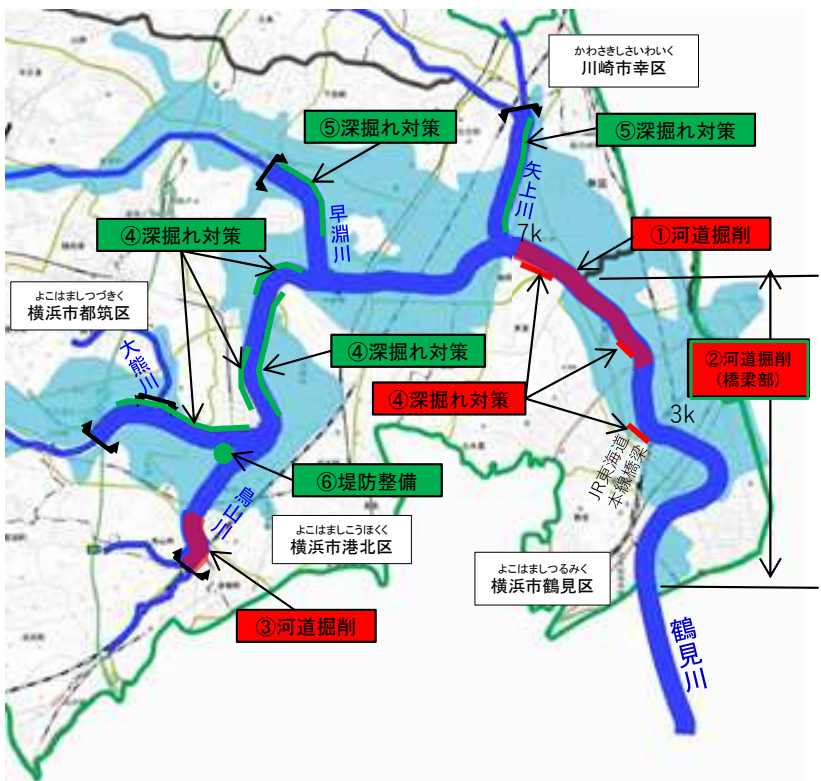 かわさきしさいわいく
川崎市幸区
⑤深掘れ対策
⑤深掘れ対策
矢上川
早淵川
④深掘れ対策
7k
①河道掘削
よこはましつづきく
横浜市都筑区
大熊川
④深掘れ対策
②河道掘削
(橋梁部)
④深掘れ対策
3k
JR東海道
本線橋梁
⑥堤防整備
鳥山川
よこはましこうほくく
横浜市港北区
よこはましつるみく
横浜市鶴見区
③河道掘削
鶴見川